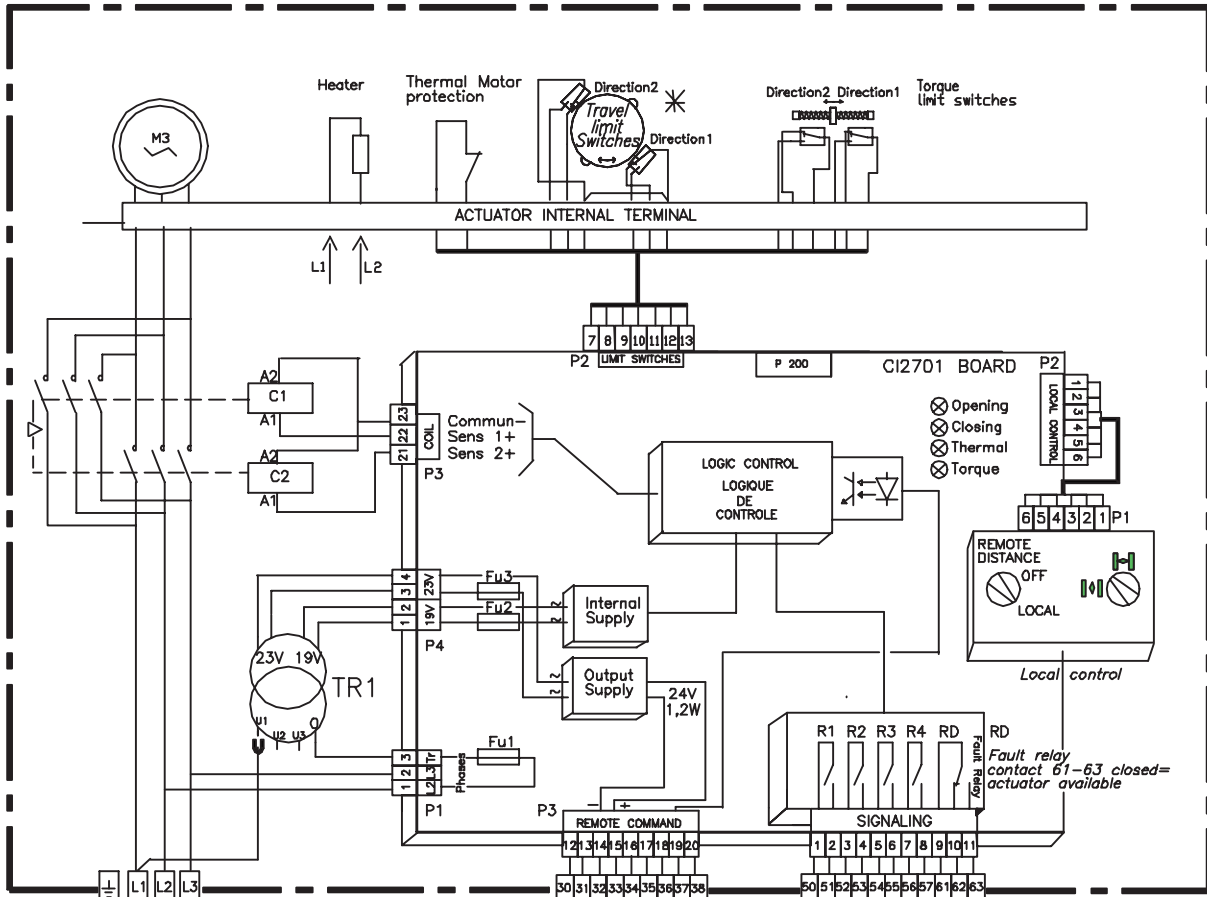 Heater
Thermal Motor
protection
Direction2
Travel
limit
Switches
Direction1
Direction2 Direction1
Torque
limit switches
M3
ACTUATOR INTERNAL TERMINAL
L1 L2
7 8 9 10 11 12 13
P2 LIMIT SWITCHES
P 200
CI2701 BOARD
P2
LOCAL CONTROL
1
2
3
4
5
6
A2
C1
A1
A2
C2
A1
23
22
21
COIL
P3
Commun-
Sens 1+
Sens 2+
Opening
Closing
Thermal
Torque
LOGIC CONTROL
LOGIQUE
DE
CONTROLE
6 5 4 3 2 1 P1
REMOTE
DISTANCE
OFF
LOCAL
Local control
4
3
2
1
23V
19V
P4
Fu3
Fu2
Internal
Supply
Output
Supply
24V
1,2W
23V 19V
TR1
U1
U2 U3
O
3
2
1
Tr
L3
L2
Phases
P1
Fu1
R1 R2 R3 R4 RD
Fault Relay
RD
Fault relay
contact 61-63 closed=
actuator available
P3
− +
REMOTE COMMAND
12 13 14 15 16 17 18 19 20
SIGNALING
1 2 3 4 5 6 7 8 9 10 11
L1 L2 L3
30 31 32 33 34 35 36 37 38
50 51 52 53 54 55 56 57 61 62 63